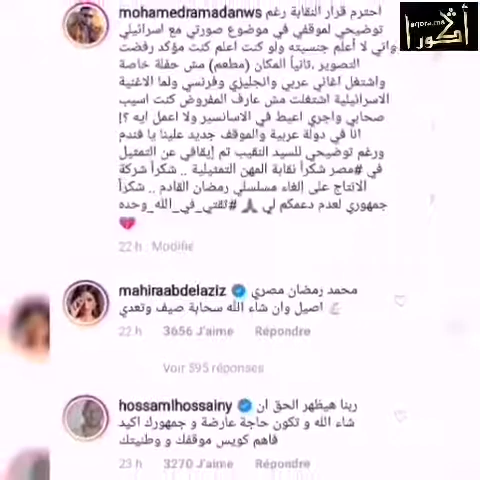 mohamedramadanws احترم قرار النقابة رغم
توضيحي لموقفي في موضوع صورتي مع اسرائيلي
واني لا أعلم جنسيته ولو كنت اعلم كنت مؤكد رفضت
التصوير .ثانياً المكان (مطعم) مش حفلة خاصة
واشتغل اغاني عربي وانجليزي وفرنسي ولما الاغنية
الاسرائيلية اشتغلت مش عارف المفروض كنت اسيب
صحابي واجري اعيط في الاسانسير ولا اعمل ايه ؟!
انا في دولة عربية والموقف جديد علينا يا فندم
ورغم توضيحي للسيد النقيب تم إيقافي عن التمثيل
في #مصر شكراً نقابة المهن التمثيلية .. شكراً شركة
الانتاج على إلغاء مسلسلي رمضان القادم .. شكراً
جمهوري لعدم دعمكم لي 🙏 #ثقتي_في_الله_وحده
💔
22 h Modifié
mahiraabdelaziz محمد رمضان مصري
اصيل وان شاء الله سحابة صيف وتعدي
22 h 3656 J'aime Répondre
Voir 595 réponses
hossamlhossainy ربنا هيظهر الحق ان
شاء الله و تكون حاجة عارضة و جمهورك اكيد
فاهم كويس موقفك و وطنيتك
23 h 3270 J'aime Répondre